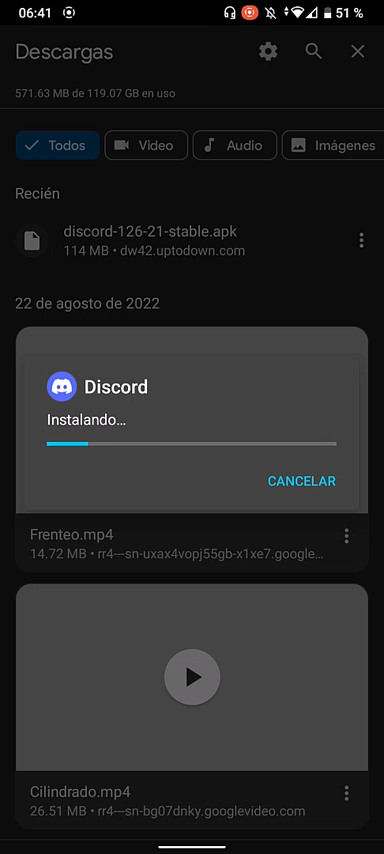 06:41
51 %
Descargas
571.63 MB de 119.07 GB en uso
Todos
Video
Audio
Imágenes
Recién
discord-126-21-stable.apk
114 MB • dw42.uptodown.com
22 de agosto de 2022
Discord
Instalando…
CANCELAR
Frenteo.mp4
14.72 MB • rr4---sn-uxax4vopj55gb-x1xe7.google…
Cilindrado.mp4
26.51 MB • rr4---sn-bg07dnky.googlevideo.com